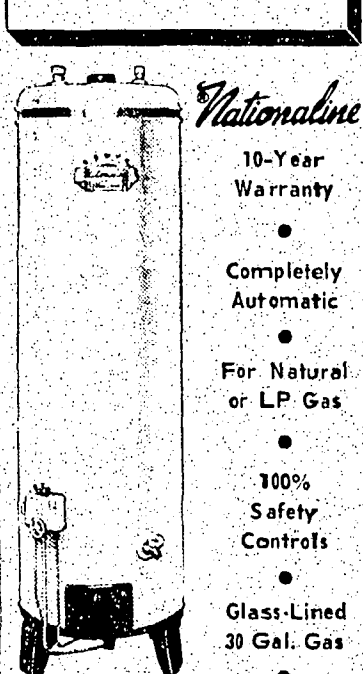 ® Nationaline
10-Year
Warranty
Completely
Automatic
For Natural
or LP Gas
100%
Safety
Controls
Glass-Lined
30 Gal. Gas